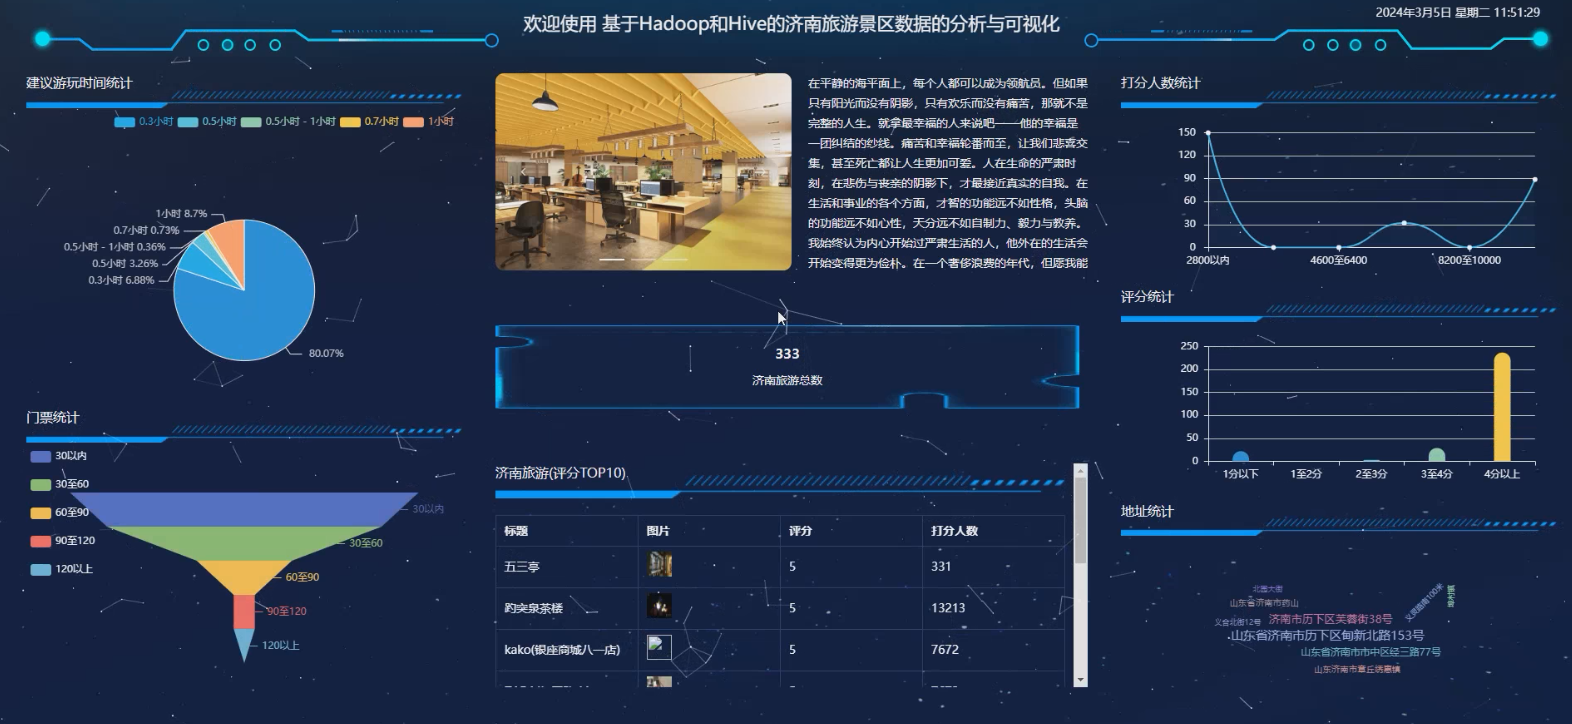 欢迎使用 基于Hadoop和Hive的济南旅游景区数据的分析与可视化
2024年3月5日 星期二 11:51:29
建议游玩时间统计
0.3小时 0.5小时 0.5小时 - 1小时 0.7小时 1小时
1小时 8.7%
0.7小时 0.73%
0.5小时 - 1小时 0.36%
0.5小时 3.26%
0.3小时 6.88%
80.07%
门票统计
30以内
30至60
60至90
90至120
120以上
30以内
30至60
60至90
90至120
120以上
在平静的海平面上，每个人都可以成为领航员。但如果
只有阳光而没有阴影，只有欢乐而没有痛苦，那就不是
完整的人生。就拿最幸福的人来说吧——他的幸福是
一团纠结的纱线。痛苦和幸福轮番而至，让我们悲喜交
集，甚至死亡都让人生更加可爱。人在生命的严肃时
刻，在悲伤与丧亲的阴影下，才最接近真实的自我。在
生活和事业的各个方面，才智的功能远不如性格，头脑
的功能远不如心性，天分远不如自制力、毅力与教养。
我始终认为内心开始过严肃生活的人，他外在的生活会
开始变得更为俭朴。在一个奢侈浪费的年代，但愿我能
333
济南旅游总数
济南旅游(评分TOP10)
标题 图片 评分 打分人数
五三亭 5 331
趵突泉茶楼 5 13213
kako(银座商城八一店) 5 7672
打分人数统计
150
120
90
60
30
0
2800以内 4600至6400 8200至10000
评分统计
250
200
150
100
50
0
1分以下 1至2分 2至3分 3至4分 4分以上
地址统计
山东省济南市药山
义合北街12号
济南市历下区芙蓉街38号
山东省济南市历下区甸新北路153号
山东省济南市市中区经三路77号
山东济南市章丘绣惠镇